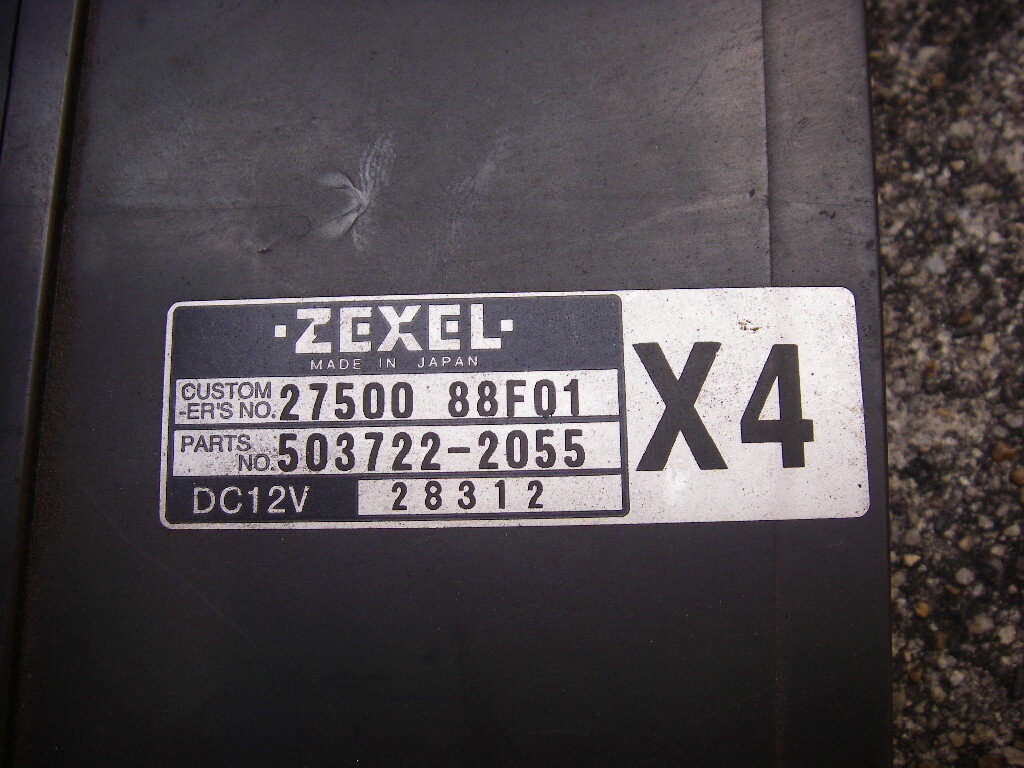 ·ZEXEL·
MADE IN JAPAN
CUSTOM
-ER'S NO. 27500 88F01
PARTS
NO. 503722-2055
DC12V 28312
X4